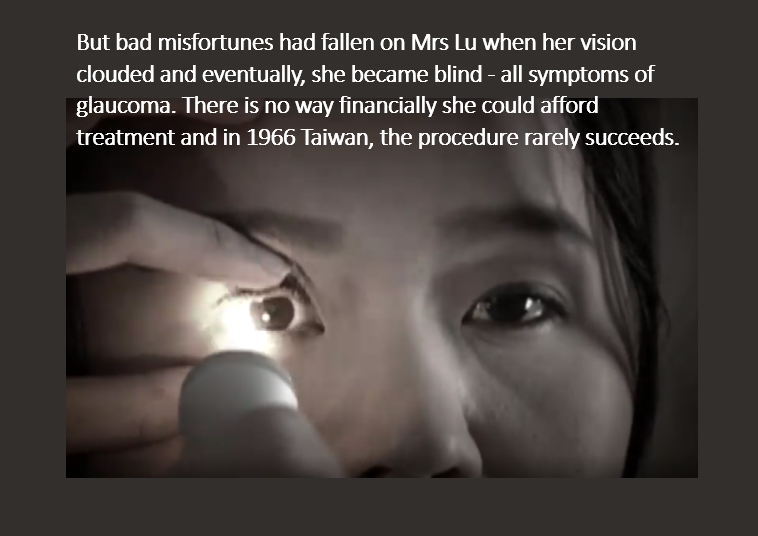 But bad misfortunes had fallen on Mrs Lu when her vision
clouded and eventually, she became blind - all symptoms of
glaucoma. There is no way financially she could afford
treatment and in 1966 Taiwan, the procedure rarely succeeds.